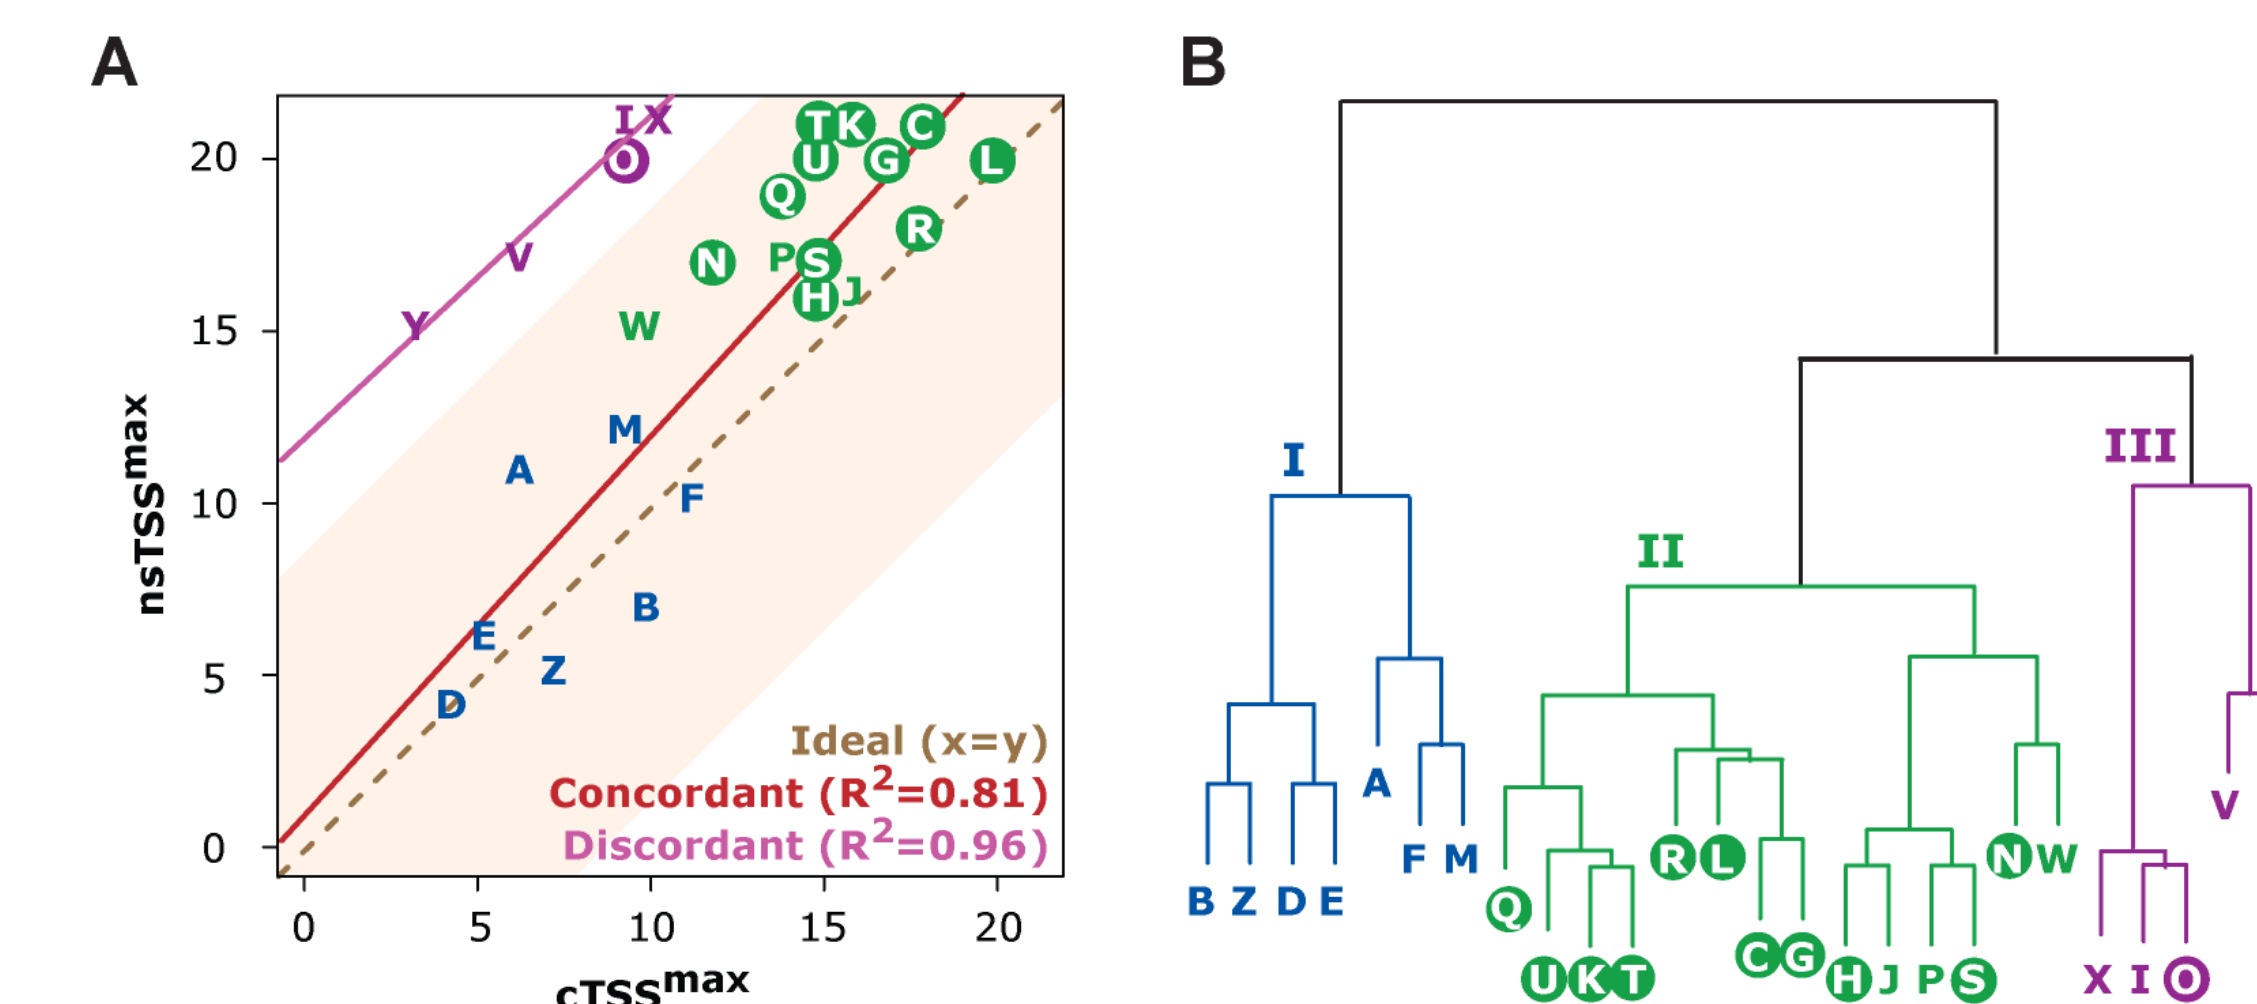 A
B
nsTSSmax
20
15
10
5
0
I X
T K
C
O
U
G
L
Q
R
V
N
P S
H J
Y
W
M
A
F
B
E
Z
D
Ideal (x=y)
Concordant (R2=0.81)
Discordant (R2=0.96)
0 5 10 15 20
cTSSmax
I
II
III
A
V
F M
R L
N W
B Z D E
Q
C G
U K T
H J P S
X I O